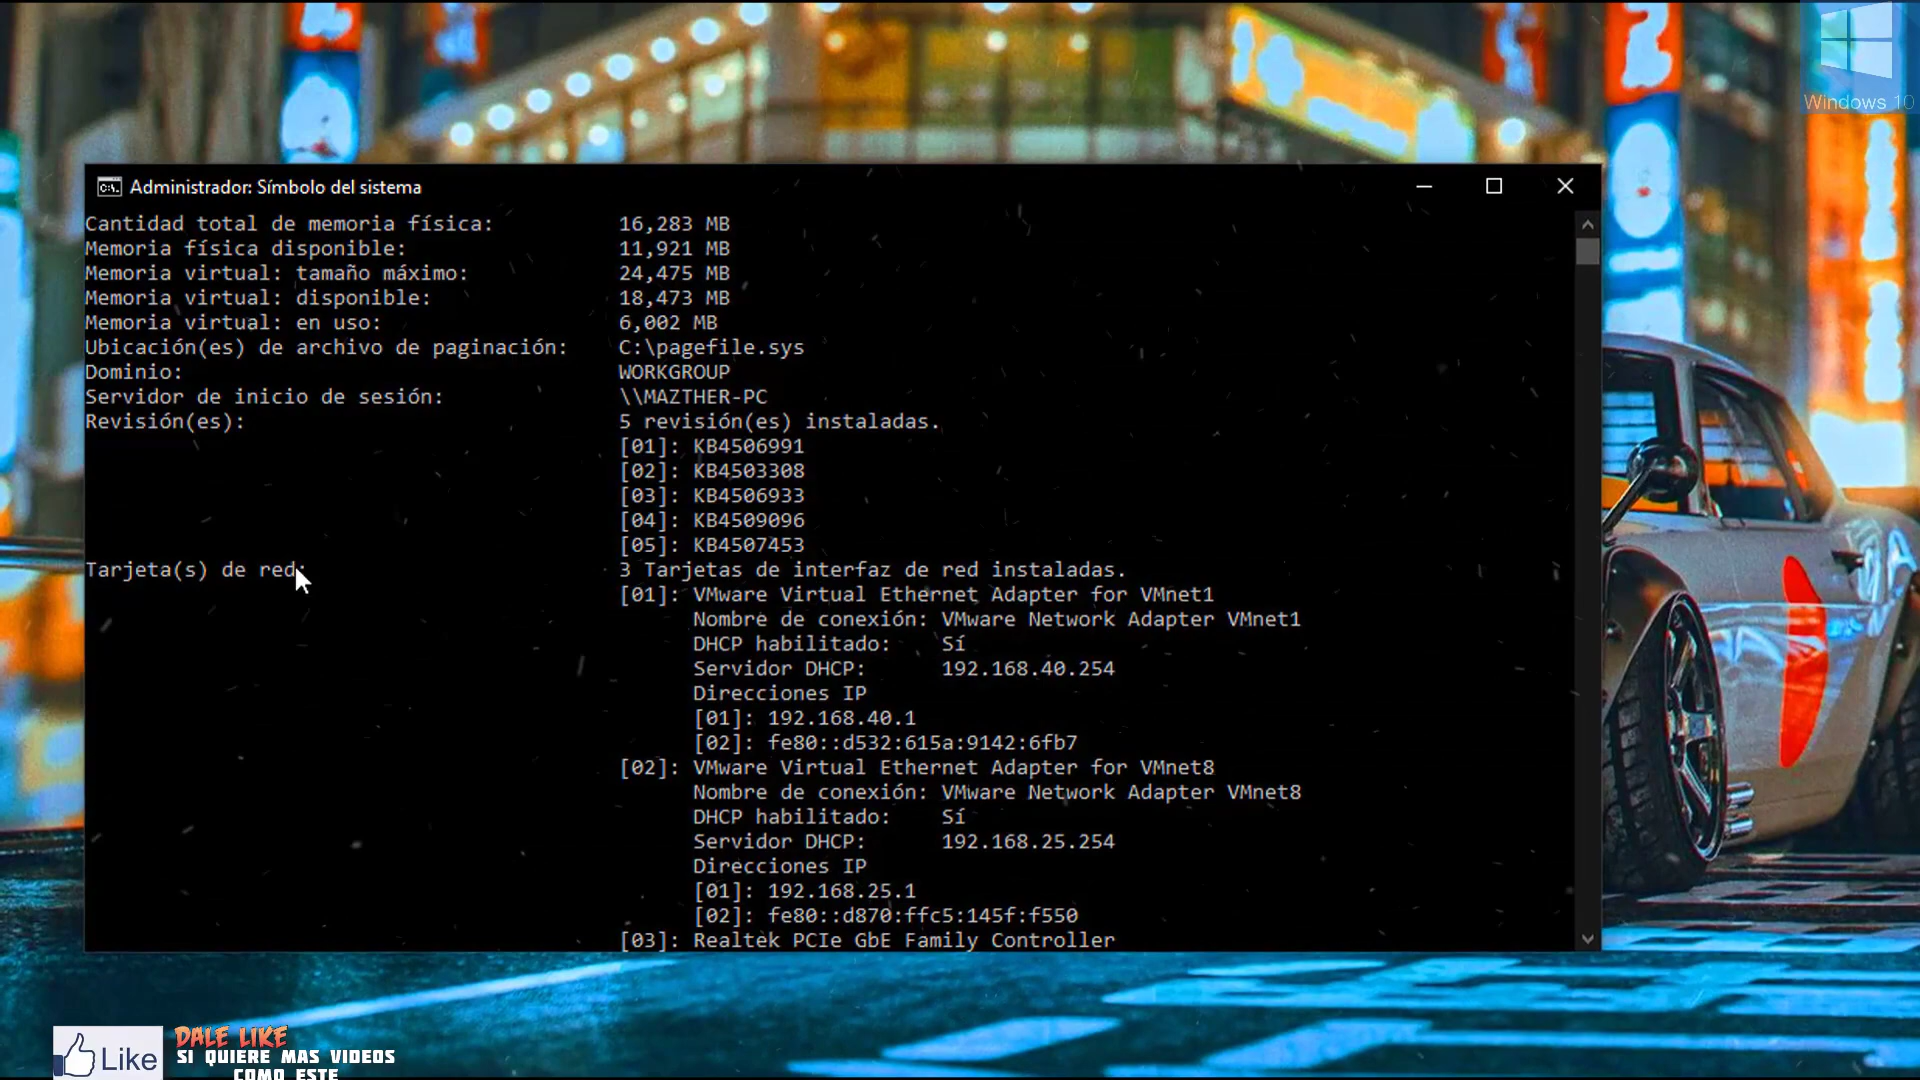 Windows 10
Administrador: Símbolo del sistema
Cantidad total de memoria física: 16,283 MB
Memoria física disponible: 11,921 MB
Memoria virtual: tamaño máximo: 24,475 MB
Memoria virtual: disponible: 18,473 MB
Memoria virtual: en uso: 6,002 MB
Ubicación(es) de archivo de paginación: C:\pagefile.sys
Dominio: WORKGROUP
Servidor de inicio de sesión: \\MAZTHER-PC
Revisión(es): 5 revisión(es) instaladas.
[01]: KB4506991
[02]: KB4503308
[03]: KB4506933
[04]: KB4509096
[05]: KB4507453
Tarjeta(s) de red: 3 Tarjetas de interfaz de red instaladas.
[01]: VMware Virtual Ethernet Adapter for VMnet1
Nombre de conexión: VMware Network Adapter VMnet1
DHCP habilitado: Sí
Servidor DHCP: 192.168.40.254
Direcciones IP
[01]: 192.168.40.1
[02]: fe80::d532:615a:9142:6fb7
[02]: VMware Virtual Ethernet Adapter for VMnet8
Nombre de conexión: VMware Network Adapter VMnet8
DHCP habilitado: Sí
Servidor DHCP: 192.168.25.254
Direcciones IP
[01]: 192.168.25.1
[02]: fe80::d870:ffc5:145f:f550
[03]: Realtek PCIe GbE Family Controller
Like
DALE LIKE
SI QUIERE MAS VIDEOS
COMO ESTE